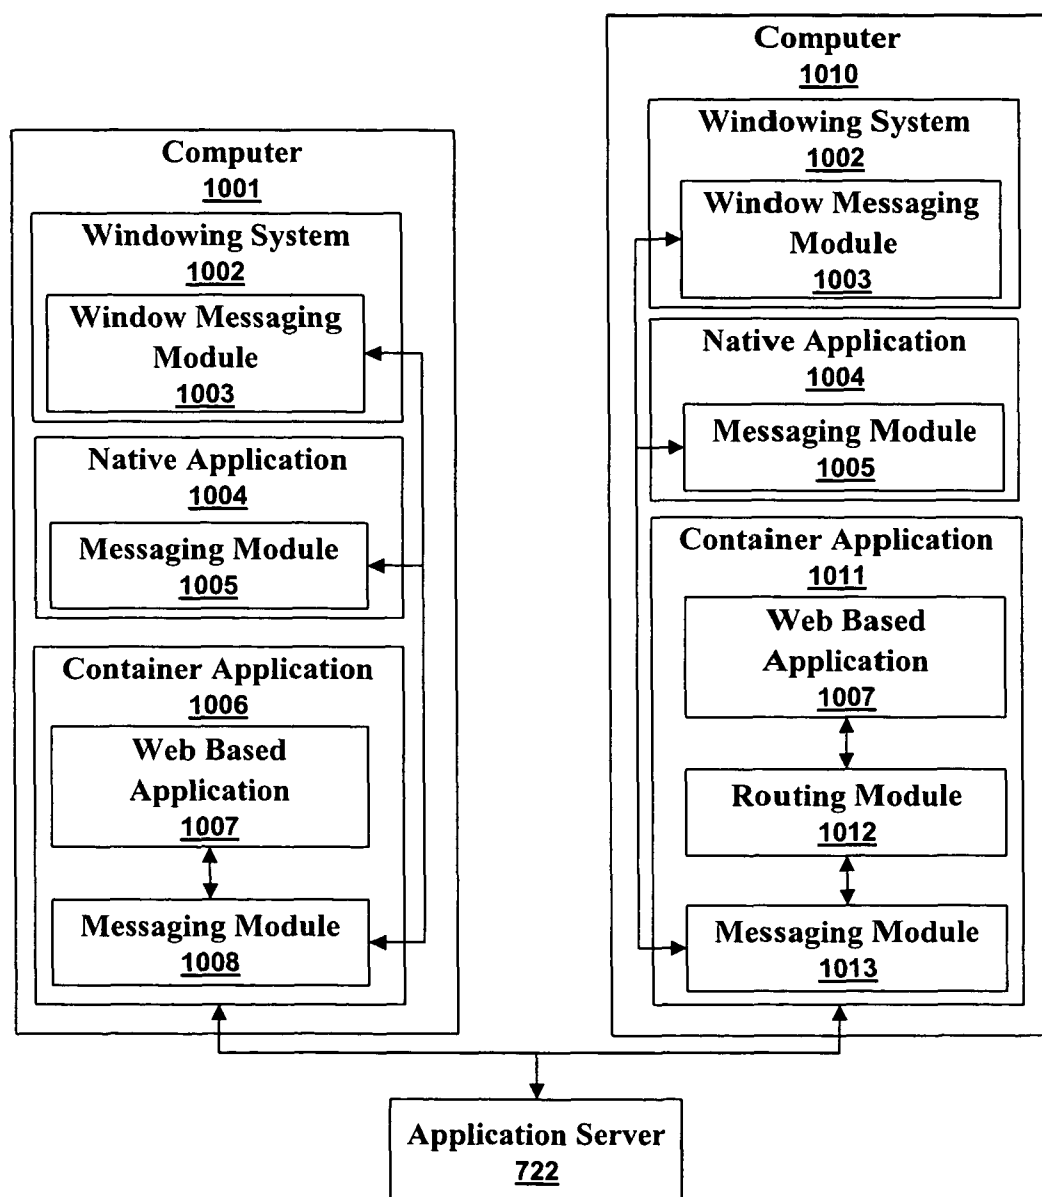 Computer
1001
Windowing System
1002
Window Messaging
Module
1003
Native Application
1004
Messaging Module
1005
Container Application
1006
Web Based
Application
1007
Messaging Module
1008
Computer
1010
Windowing System
1002
Window Messaging
Module
1003
Native Application
1004
Messaging Module
1005
Container Application
1011
Web Based
Application
1007
Routing Module
1012
Messaging Module
1013
Application Server
722